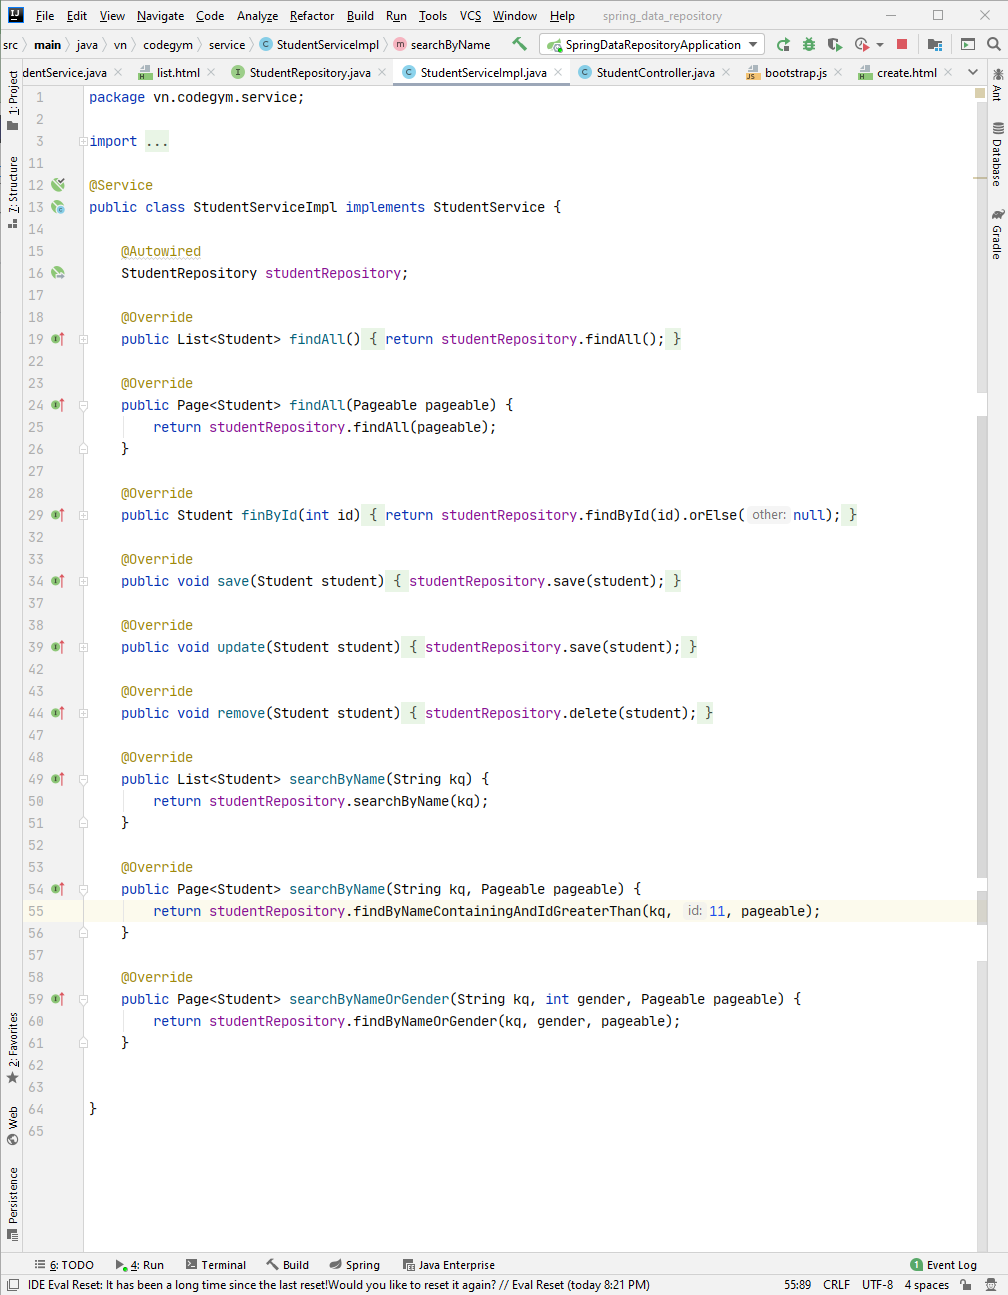 File Edit View Navigate Code Analyze Refactor Build Run Tools VCS Window Help spring_data_repository
src main java vn codegym service StudentServiceImpl searchByName SpringDataRepositoryApplication
dentService.java list.html StudentRepository.java StudentServiceImpl.java StudentController.java bootstrap.js create.html
1: Project
7: Structure
2: Favorites
Web
Persistence
1 package vn.codegym.service;
2
3 import ...
11
12 @Service
13 public class StudentServiceImpl implements StudentService {
14
15 @Autowired
16 StudentRepository studentRepository;
17
18 @Override
19 public List<Student> findAll() { return studentRepository.findAll(); }
22
23 @Override
24 public Page<Student> findAll(Pageable pageable) {
25 return studentRepository.findAll(pageable);
26 }
27
28 @Override
29 public Student finById(int id) { return studentRepository.findById(id).orElse( other: null); }
32
33 @Override
34 public void save(Student student) { studentRepository.save(student); }
37
38 @Override
39 public void update(Student student) { studentRepository.save(student); }
42
43 @Override
44 public void remove(Student student) { studentRepository.delete(student); }
47
48 @Override
49 public List<Student> searchByName(String kq) {
50 return studentRepository.searchByName(kq);
51 }
52
53 @Override
54 public Page<Student> searchByName(String kq, Pageable pageable) {
55 return studentRepository.findByNameContainingAndIdGreaterThan(kq, id: 11, pageable);
56 }
57
58 @Override
59 public Page<Student> searchByNameOrGender(String kq, int gender, Pageable pageable) {
60 return studentRepository.findByNameOrGender(kq, gender, pageable);
61 }
62
63
64 }
65
Ant
Database
Gradle
6: TODO 4: Run Terminal Build Spring Java Enterprise 1 Event Log
IDE Eval Reset: It has been a long time since the last reset!Would you like to reset it again? // Eval Reset (today 8:21 PM) 55:89 CRLF UTF-8 4 spaces